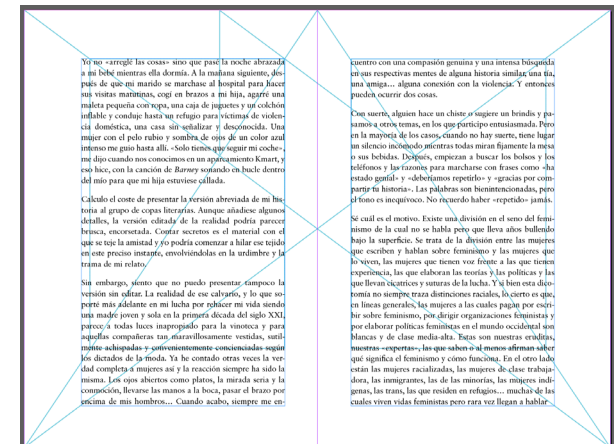 Yo no «arreglé las cosas» sino que pasé la noche abrazada
a mi bebé mientras ella dormía. A la mañana siguiente, des-
pués de que mi marido se marchase al hospital para hacer
sus visitas matutinas, cogí en brazos a mi hija, agarré una
maleta pequeña con ropa, una caja de juguetes y un colchón
inflable y conduje hasta un refugio para víctimas de violen-
cia doméstica, una casa sin señalizar y desconocida. Una
mujer con el pelo rubio y sombra de ojos de un color azul
intenso me guio hasta allí. «Solo tienes que seguir mi coche»,
me dijo cuando nos conocimos en un aparcamiento Kmart, y
eso hice, con la canción de Barney sonando en bucle dentro
del mío para que mi hija estuviese callada.
Calculo el coste de presentar la versión abreviada de mi his-
toria al grupo de copas literarias. Aunque añadiese algunos
detalles, la versión editada de la realidad podría parecer
brusca, encorsetada. Contar secretos es el material con el
que se teje la amistad y yo podría comenzar a hilar ese tejido
en este preciso instante, envolviéndolas en la urdimbre y la
trama de mi relato.
Sin embargo, siento que no puedo presentar tampoco la
versión sin editar. La realidad de ese calvario, y lo que so-
porté más adelante en mi lucha por rehacer mi vida siendo
una madre joven y sola en la primera década del siglo XXI,
parece a todas luces inapropiado para la vinoteca y para
aquellas compañeras tan maravillosamente vestidas, sutil-
mente achispadas y convenientemente concienciadas según
los dictados de la moda. Ya he contado otras veces la ver-
dad completa a mujeres así y la reacción siempre ha sido la
misma. Los ojos abiertos como platos, la mirada seria y la
conmoción, llevarse las manos a la boca, pasar el brazo por
encima de mis hombros... Cuando acabo, siempre me en-
cuentro con una compasión genuina y una intensa búsqueda
en sus respectivas mentes de alguna historia similar, una tía,
una amiga... alguna conexión con la violencia. Y entonces
pueden ocurrir dos cosas.
Con suerte, alguien hace un chiste o sugiere un brindis y pa-
samos a otros temas, en los que participo entusiasmada. Pero
en la mayoría de los casos, cuando no hay suerte, tiene lugar
un silencio incómodo mientras todas miran fijamente la mesa
o sus bebidas. Después, empiezan a buscar los bolsos y los
teléfonos y las razones para marcharse con frases como «ha
estado genial» y «deberíamos repetirlo» y «gracias por com-
partir tu historia». Las palabras son bienintencionadas, pero
el tono es inequívoco. No recuerdo haber «repetido» jamás.
Sé cuál es el motivo. Existe una división en el seno del femi-
nismo de la cual no se habla pero que lleva años bullendo
bajo la superficie. Se trata de la división entre las mujeres
que escriben y hablan sobre feminismo y las mujeres que
lo viven, las mujeres que tienen voz frente a las que tienen
experiencia, las que elaboran las teorías y las políticas y las
que llevan cicatrices y suturas de la lucha. Y si bien esta dico-
tomía no siempre traza distinciones raciales, lo cierto es que,
en líneas generales, las mujeres a las cuales pagan por escri-
bir sobre feminismo, por dirigir organizaciones feministas y
por elaborar políticas feministas en el mundo occidental son
blancas y de clase media-alta. Estas son nuestras eruditas,
nuestras «expertas», las que saben o al menos afirman saber
qué significa el feminismo y cómo funciona. En el otro lado
están las mujeres racializadas, las mujeres de clase trabaja-
dora, las inmigrantes, las de las minorías, las mujeres indí-
genas, las trans, las que residen en refugios... muchas de las
cuales viven vidas feministas pero rara vez llegan a hablar